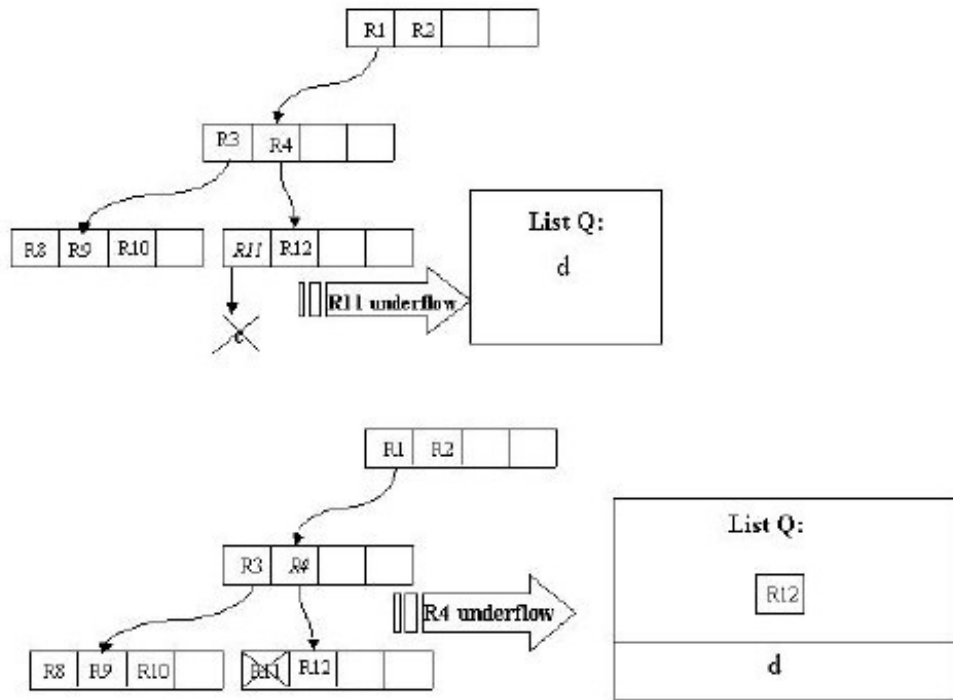 R1 R2
R3 R4
R8 R9 R10 R11 R12
List Q:
d
R11 underflow
c
R1 R2
R3 R4
R8 R9 R10 R11 R12
R4 underflow
List Q:
R12
d